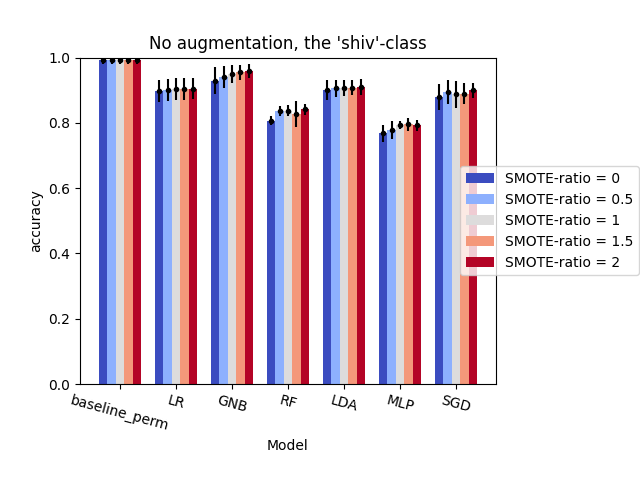 No augmentation, the 'shiv'-class
accuracy
1.0
0.8
0.6
0.4
0.2
0.0
SMOTE-ratio = 0
SMOTE-ratio = 0.5
SMOTE-ratio = 1
SMOTE-ratio = 1.5
SMOTE-ratio = 2
baseline_perm LR GNB RF LDA MLP SGD
Model